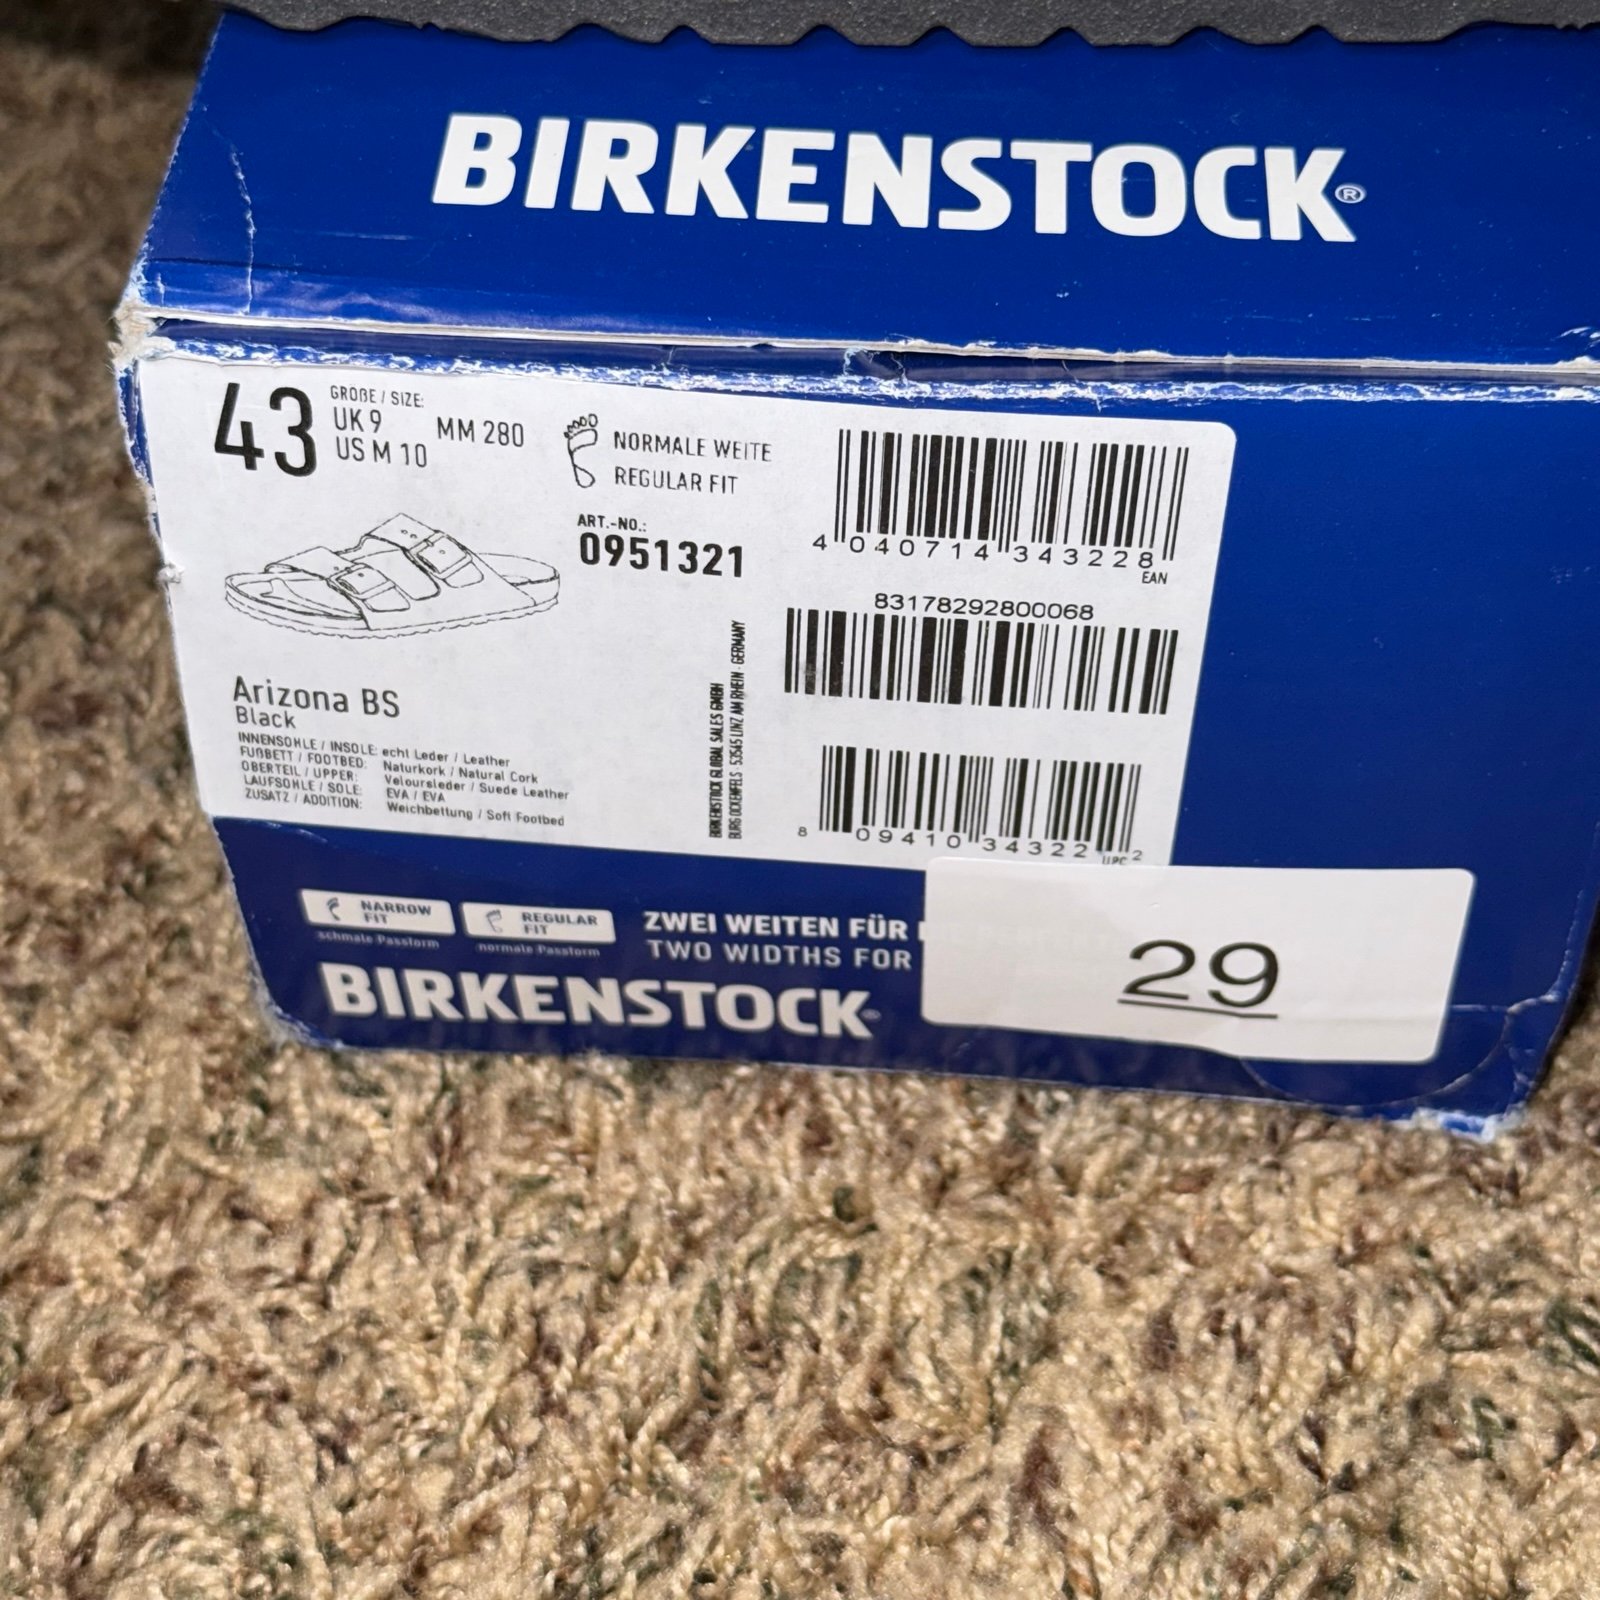 BIRKENSTOCK®
43
GRÖßE / SIZE:
UK 9
US M 10
MM 280
NORMALE WEITE
REGULAR FIT
ART.-NO.:
0951321
4 040714 343228
EAN
83178292800068
8 09410 34322 2
UPC
BIRKENSTOCK GLOBAL SALES GMBH
BURG OCKENFELS · 53545 LINZ AM RHEIN · GERMANY
Arizona BS
Black
INNENSOHLE / INSOLE: echt Leder / Leather
FUßBETT / FOOTBED: Naturkork / Natural Cork
OBERTEIL / UPPER: Veloursleder / Suede Leather
LAUFSOHLE / SOLE: EVA / EVA
ZUSATZ / ADDITION: Weichbettung / Soft Footbed
NARROW FIT
schmale Passform
REGULAR FIT
normale Passform
ZWEI WEITEN FÜR
TWO WIDTHS FOR
BIRKENSTOCK®
29